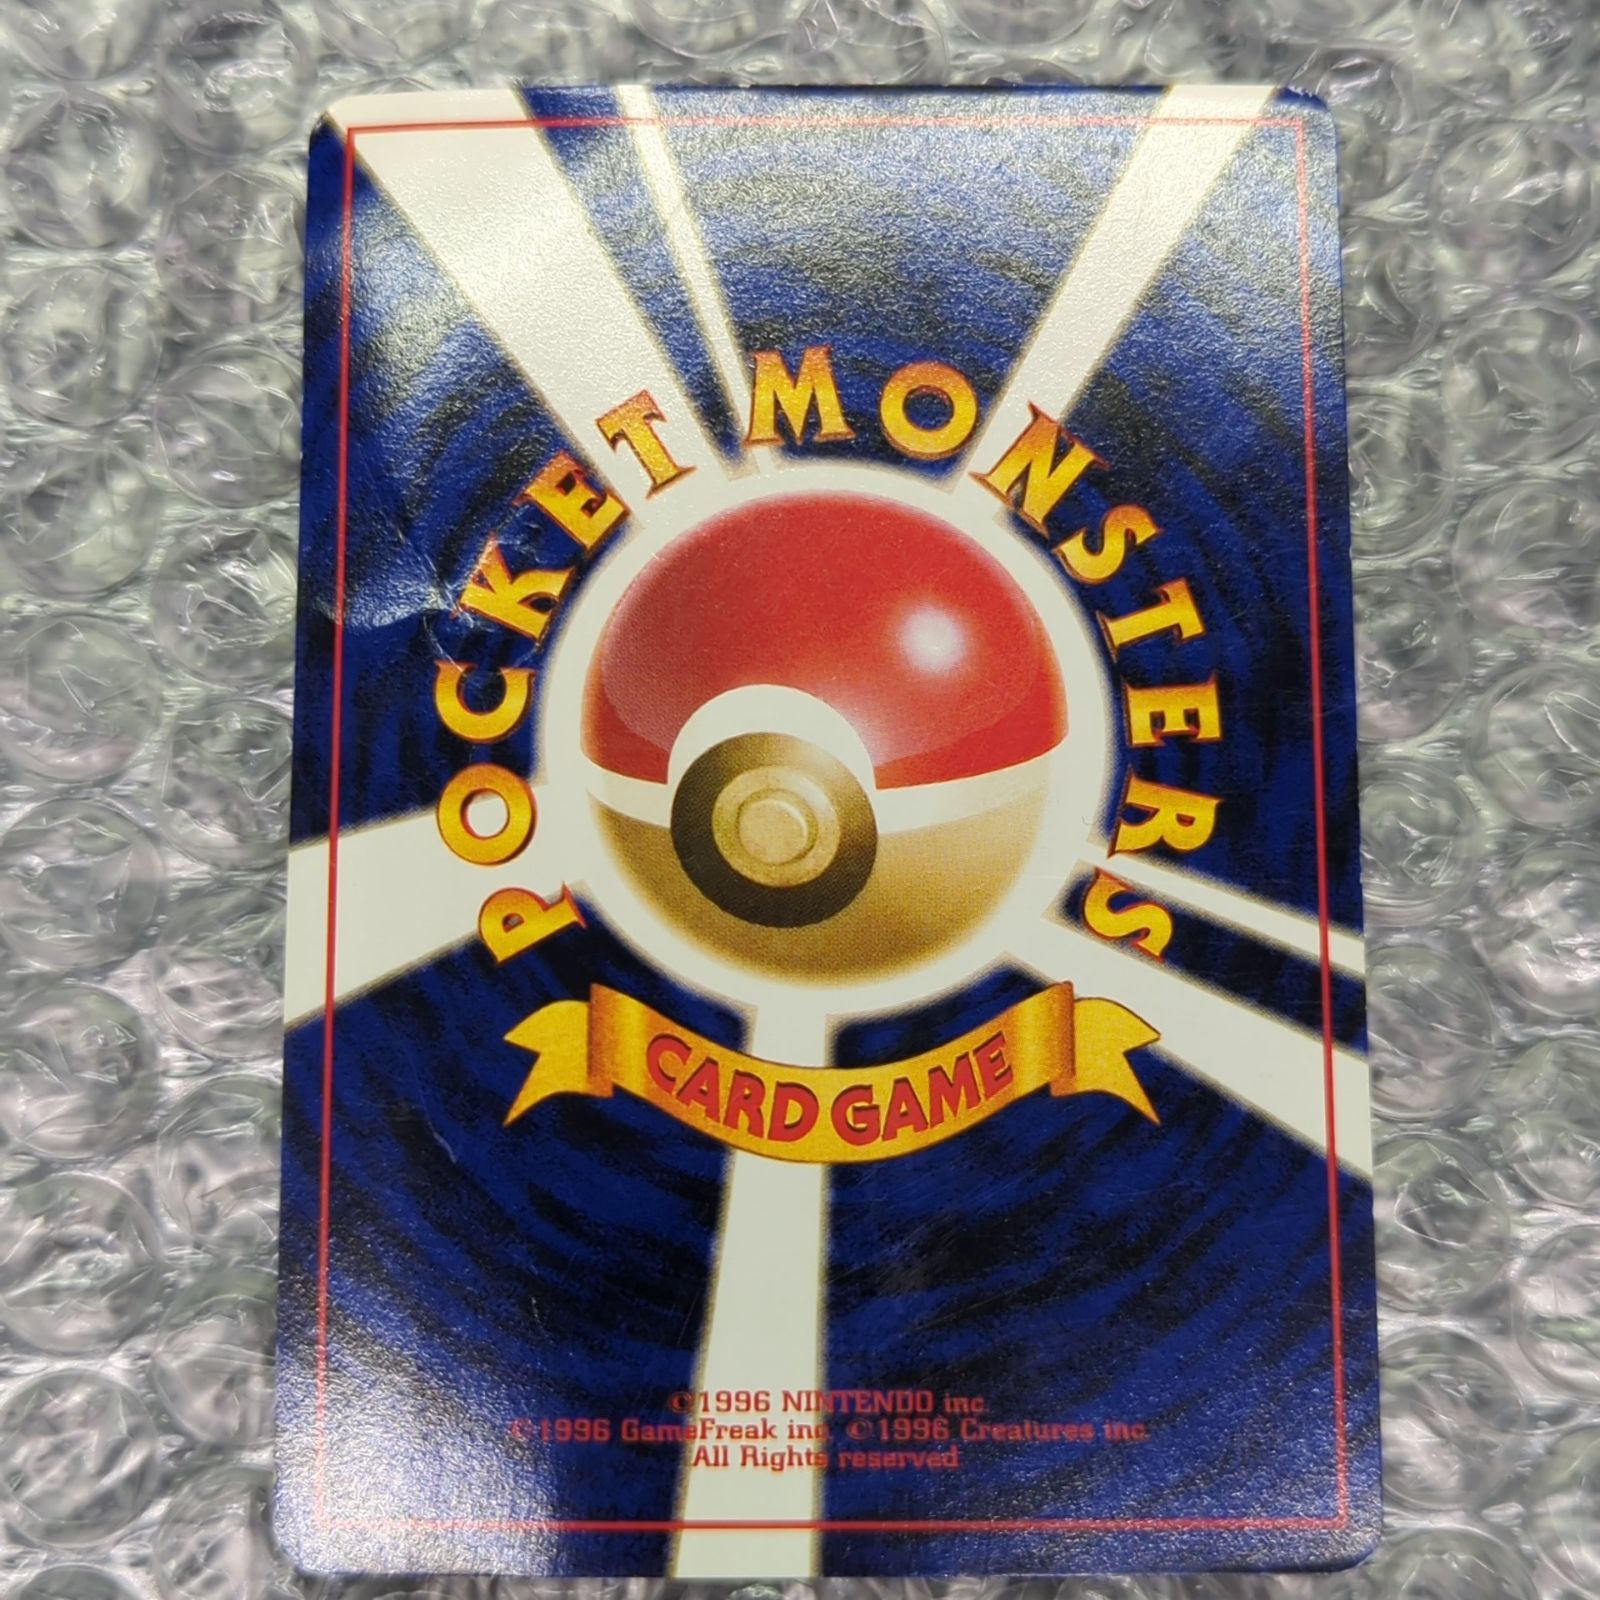 POCKET MONSTERS
CARD GAME
©1996 NINTENDO inc.
©1996 GameFreak inc. ©1996 Creatures inc.
All Rights reserved